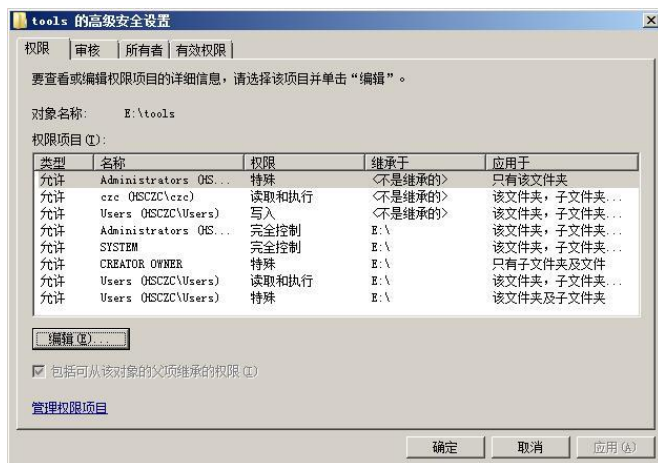 tools 的高级安全设置
权限 审核 所有者 有效权限
要查看或编辑权限项目的详细信息，请选择该项目并单击“编辑”。
对象名称: E:\tools
权限项目(T):
类型 名称 权限 继承于 应用于
允许 Administrators (HS... 特殊 <不是继承的> 只有该文件夹
允许 czc (HSCZC\czc) 读取和执行 <不是继承的> 该文件夹，子文件夹...
允许 Users (HSCZC\Users) 写入 <不是继承的> 该文件夹，子文件夹...
允许 Administrators (HS... 完全控制 E:\ 该文件夹，子文件夹...
允许 SYSTEM 完全控制 E:\ 该文件夹，子文件夹...
允许 CREATOR OWNER 特殊 E:\ 只有子文件夹及文件
允许 Users (HSCZC\Users) 读取和执行 E:\ 该文件夹，子文件夹...
允许 Users (HSCZC\Users) 特殊 E:\ 该文件夹及子文件夹
编辑(E)...
包括可从该对象的父项继承的权限(I)
管理权限项目
确定 取消 应用(A)